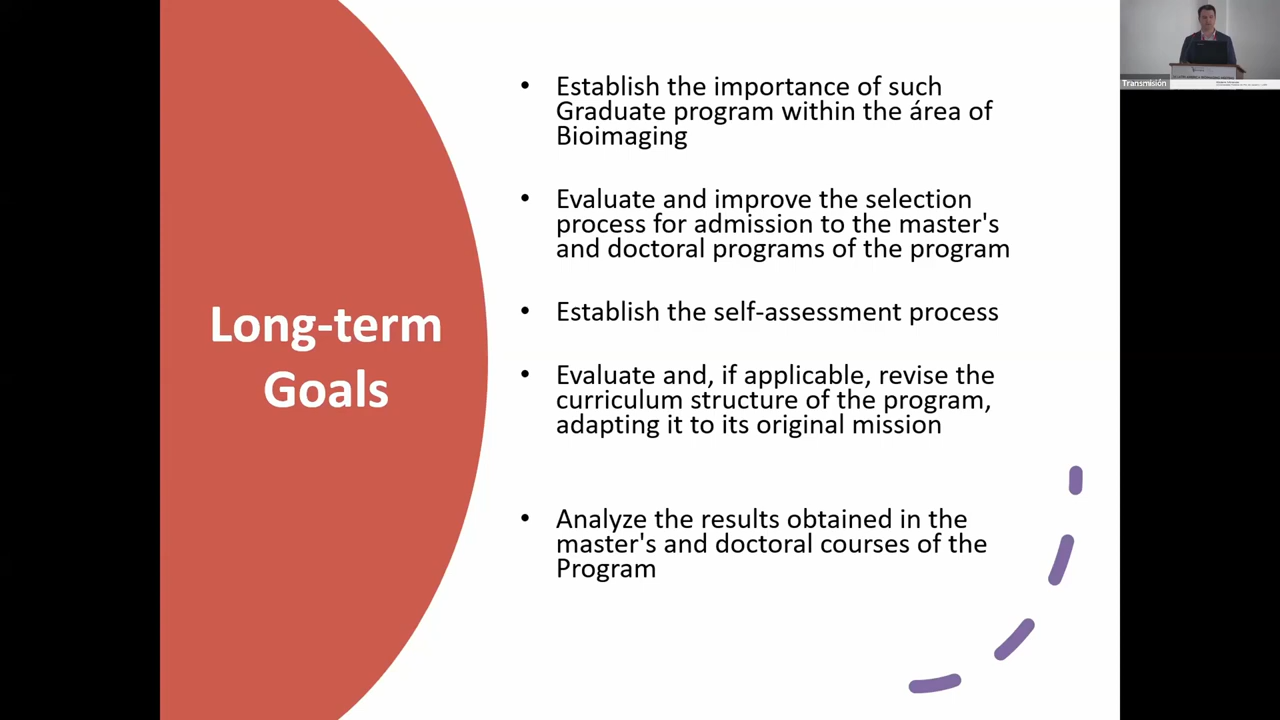 Long-term
Goals
• Establish the importance of such
Graduate program within the área of
Bioimaging
• Evaluate and improve the selection
process for admission to the master's
and doctoral programs of the program
• Establish the self-assessment process
• Evaluate and, if applicable, revise the
curriculum structure of the program,
adapting it to its original mission
• Analyze the results obtained in the
master's and doctoral courses of the
Program
Transmisión